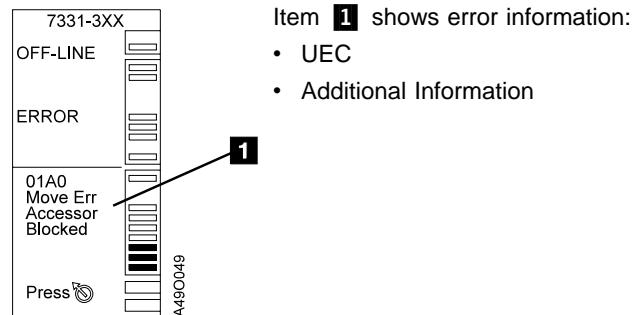 7331-3XX
OFF-LINE
ERROR
01A0
Move Err
Accessor
Blocked
Press
A49O049
1
Item 1 shows error information:
• UEC
• Additional Information